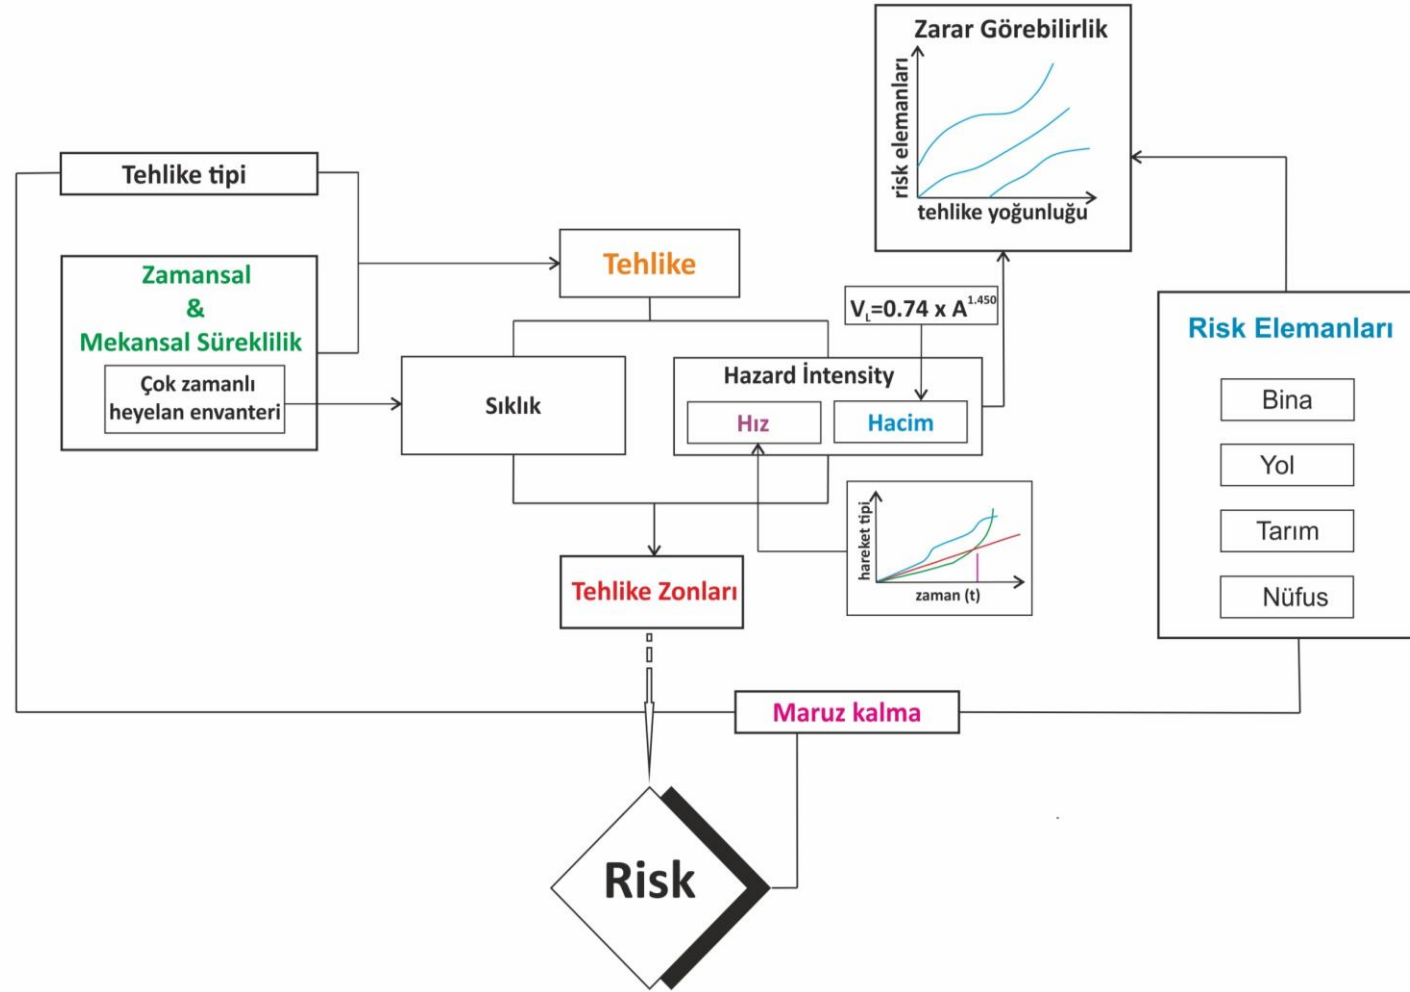 Zarar Görebilirlik
risk elemanları
tehlike yoğunluğu
Tehlike tipi
Zamansal
&
Mekansal Süreklilik
Çok zamanlı
heyelan envanteri
Tehlike
Sıklık
V_L=0.74 x A^1.450
Hazard İntensity
Hız
Hacim
hareket tipi
zaman (t)
Risk Elemanları
Bina
Yol
Tarım
Nüfus
Tehlike Zonları
Maruz kalma
Risk